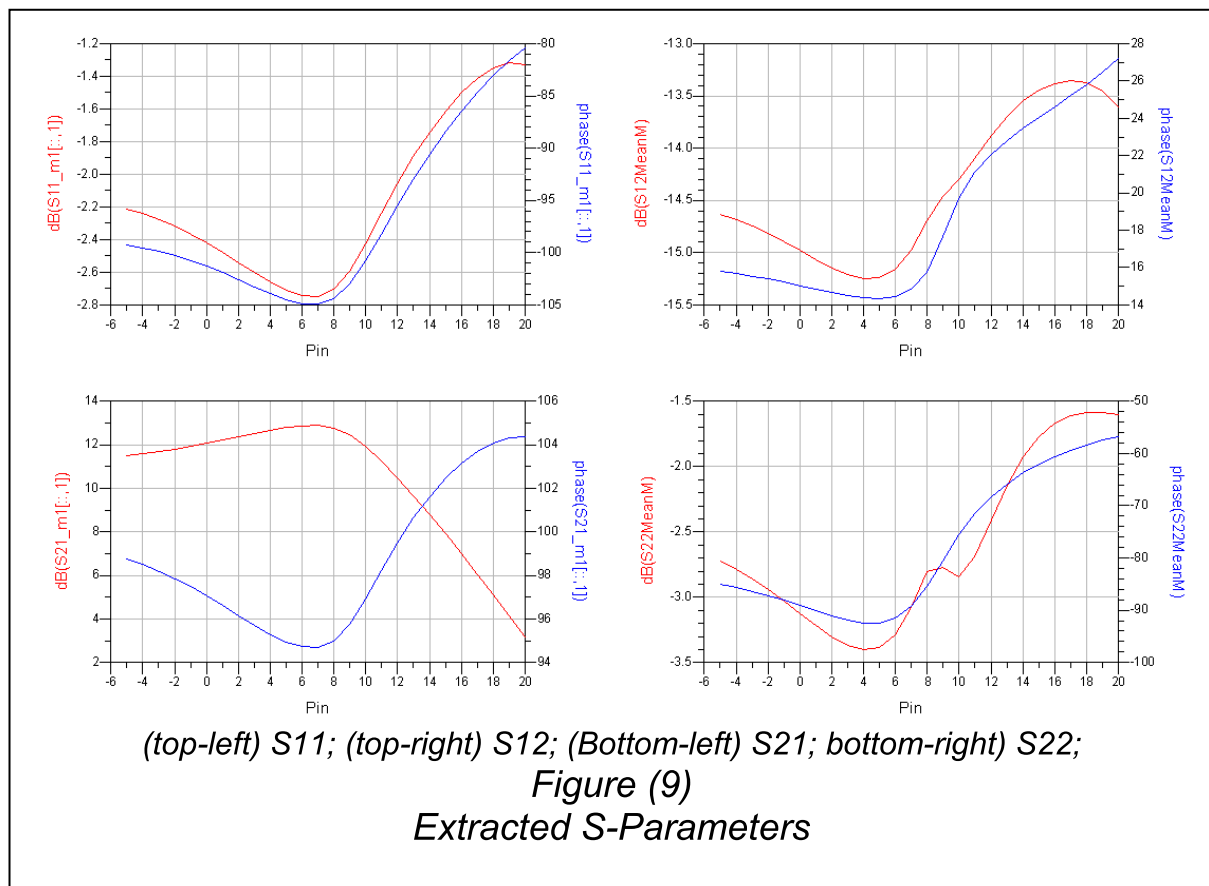 -1.2
-1.4
-1.6
-1.8
-2.0
-2.2
-2.4
-2.6
-2.8
dB(S11_m1[::,1])
-80
-85
-90
-95
-100
-105
phase(S11_m1[::,1])
-6 -4 -2 0 2 4 6 8 10 12 14 16 18 20
Pin
-13.0
-13.5
-14.0
-14.5
-15.0
-15.5
dB(S12MeanM)
28
26
24
22
20
18
16
14
phase(S12MeanM)
-6 -4 -2 0 2 4 6 8 10 12 14 16 18 20
Pin
14
12
10
8
6
4
2
dB(S21_m1[::,1])
106
104
102
100
98
96
94
phase(S21_m1[::,1])
-6 -4 -2 0 2 4 6 8 10 12 14 16 18 20
Pin
-1.5
-2.0
-2.5
-3.0
-3.5
dB(S22MeanM)
-50
-60
-70
-80
-90
-100
phase(S22MeanM)
-6 -4 -2 0 2 4 6 8 10 12 14 16 18 20
Pin
(top-left) S11; (top-right) S12; (Bottom-left) S21; bottom-right) S22;
Figure (9)
Extracted S-Parameters